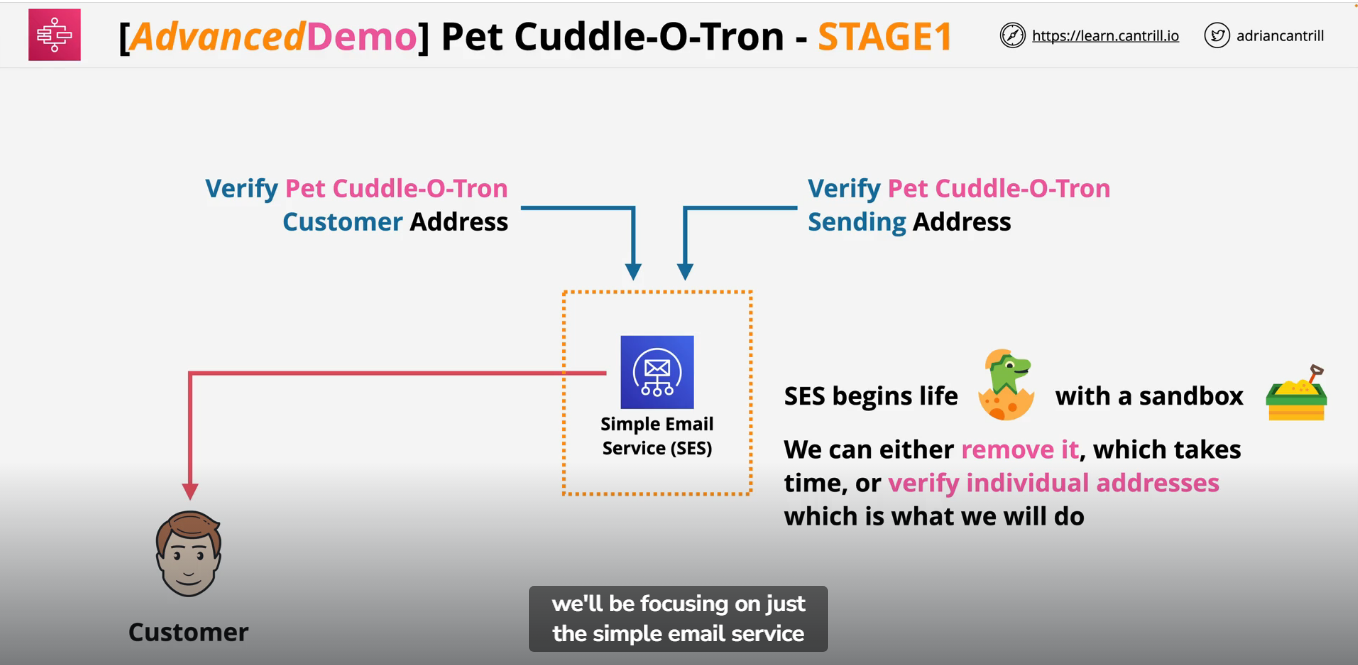 [AdvancedDemo] Pet Cuddle-O-Tron - STAGE1
https://learn.cantrill.io
adriancantrill
Verify Pet Cuddle-O-Tron
Customer Address
Verify Pet Cuddle-O-Tron
Sending Address
Simple Email
Service (SES)
SES begins life with a sandbox
We can either remove it, which takes
time, or verify individual addresses
which is what we will do
Customer
we'll be focusing on just
the simple email service